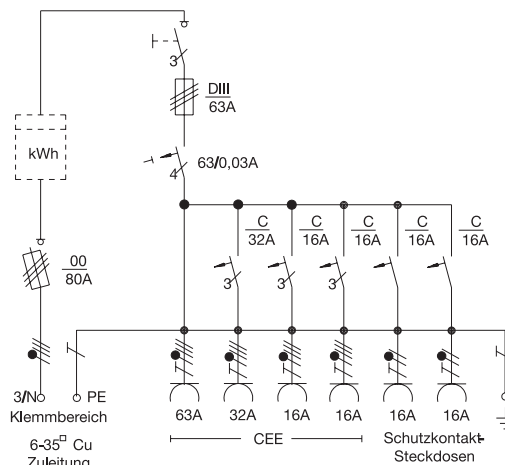 3
DIII
63A
kWh
4
63/0,03A
C
32A
C
16A
C
16A
C
16A
C
16A
00
80A
3
3
3
3/N
PE
Klemmbereich
6-35□ Cu
Zuleitung
63A
32A
16A
16A
16A
16A
CEE
Schutzkontakt-
Steckdosen